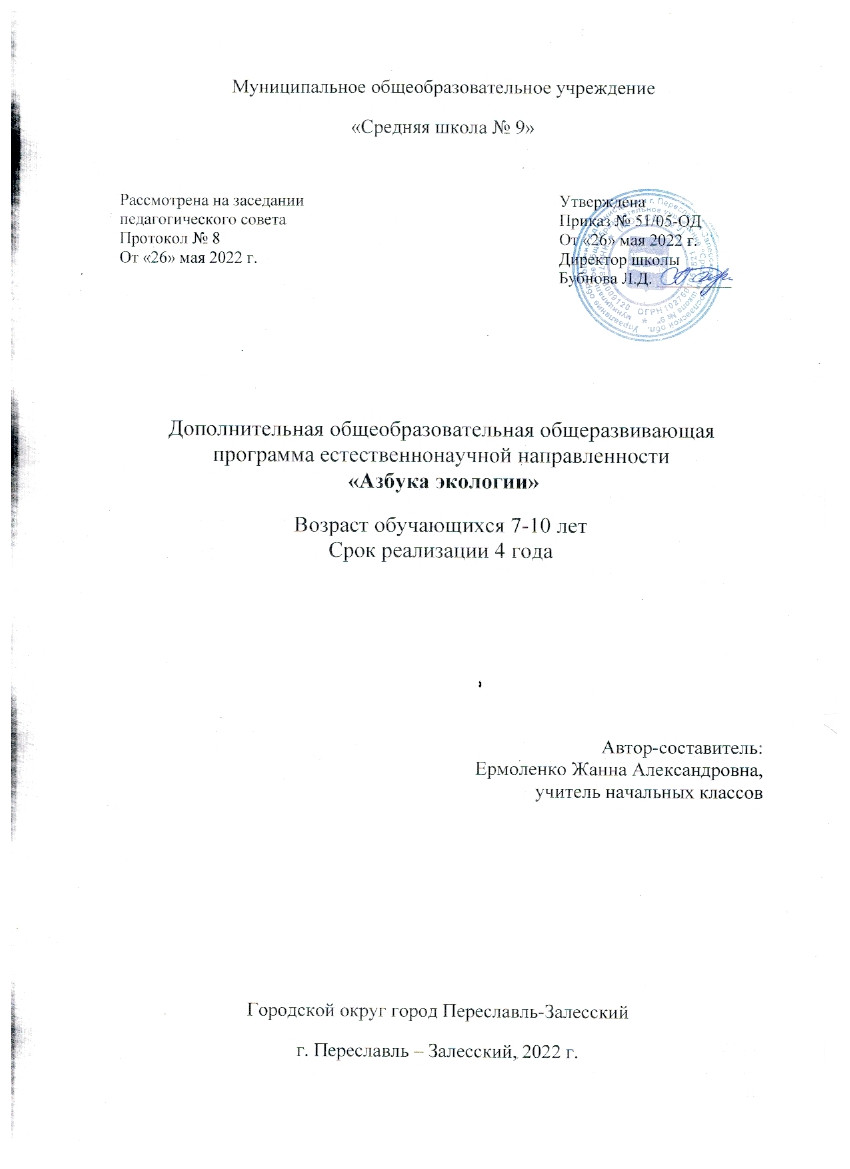 Муниципальное общеобразовательное учреждение
«Средняя школа № 9»
Рассмотрена на заседании
педагогического совета
Протокол № 8
От «26» мая 2022 г.
Утверждена
Приказ № 51/05-ОД
От «26» мая 2022 г.
Директор школы
Бубнова Л.Д.
Дополнительная общеобразовательная общеразвивающая
программа естественнонаучной направленности
«Азбука экологии»
Возраст обучающихся 7-10 лет
Срок реализации 4 года
Автор-составитель:
Ермоленко Жанна Александровна,
учитель начальных классов
Городской округ город Переславль-Залесский
г. Переславль – Залесский, 2022 г.